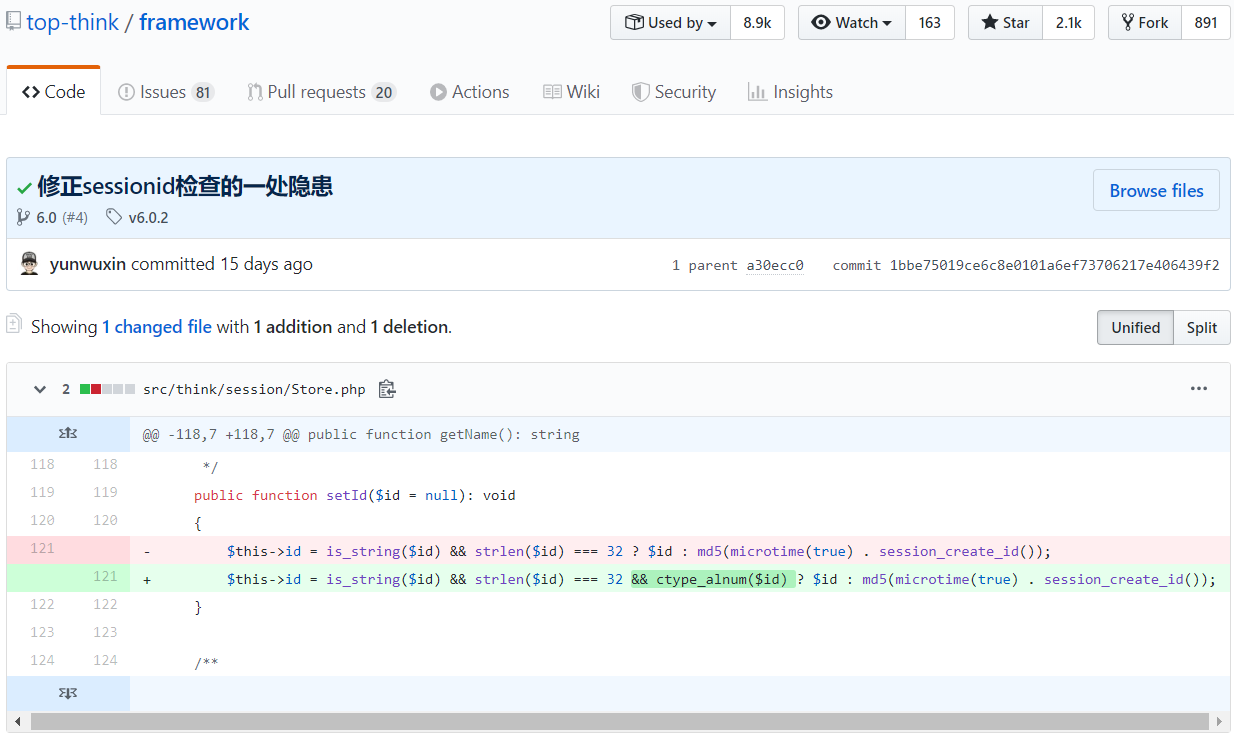 top-think / framework
Used by 8.9k Watch 163 Star 2.1k Fork 891
Code Issues 81 Pull requests 20 Actions Wiki Security Insights
修正sessionid检查的一处隐患
Browse files
6.0 (#4) v6.0.2
yunwuxin committed 15 days ago 1 parent a30ecc0 commit 1bbe75019ce6c8e0101a6ef73706217e406439f2
Showing 1 changed file with 1 addition and 1 deletion.
Unified Split
2 src/think/session/Store.php
@@ -118,7 +118,7 @@ public function getName(): string
118 118 */
119 119 public function setId($id = null): void
120 120 {
121 - $this->id = is_string($id) && strlen($id) === 32 ? $id : md5(microtime(true) . session_create_id());
121 + $this->id = is_string($id) && strlen($id) === 32 && ctype_alnum($id) ? $id : md5(microtime(true) . session_create_id());
122 122 }
123 123
124 124 /**